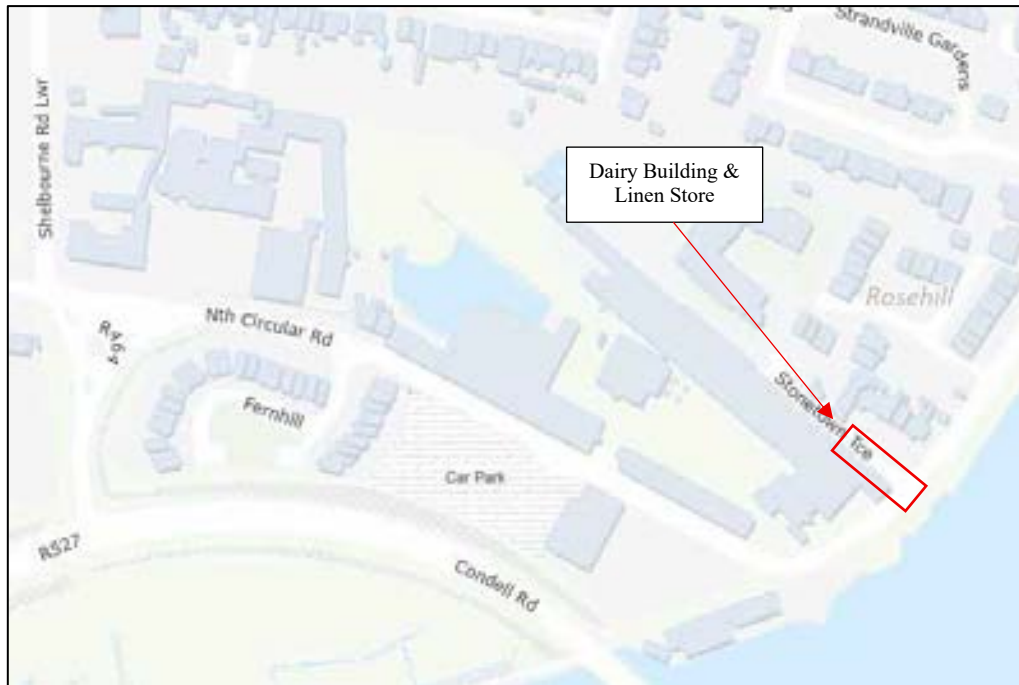 Strandville Gardens
Shelbourne Rd Lwr
Dairy Building &
Linen Store
Rosehill
Nth Circular Rd
R464
Stonetown Tce
Fernhill
Car Park
R527
Condell Rd